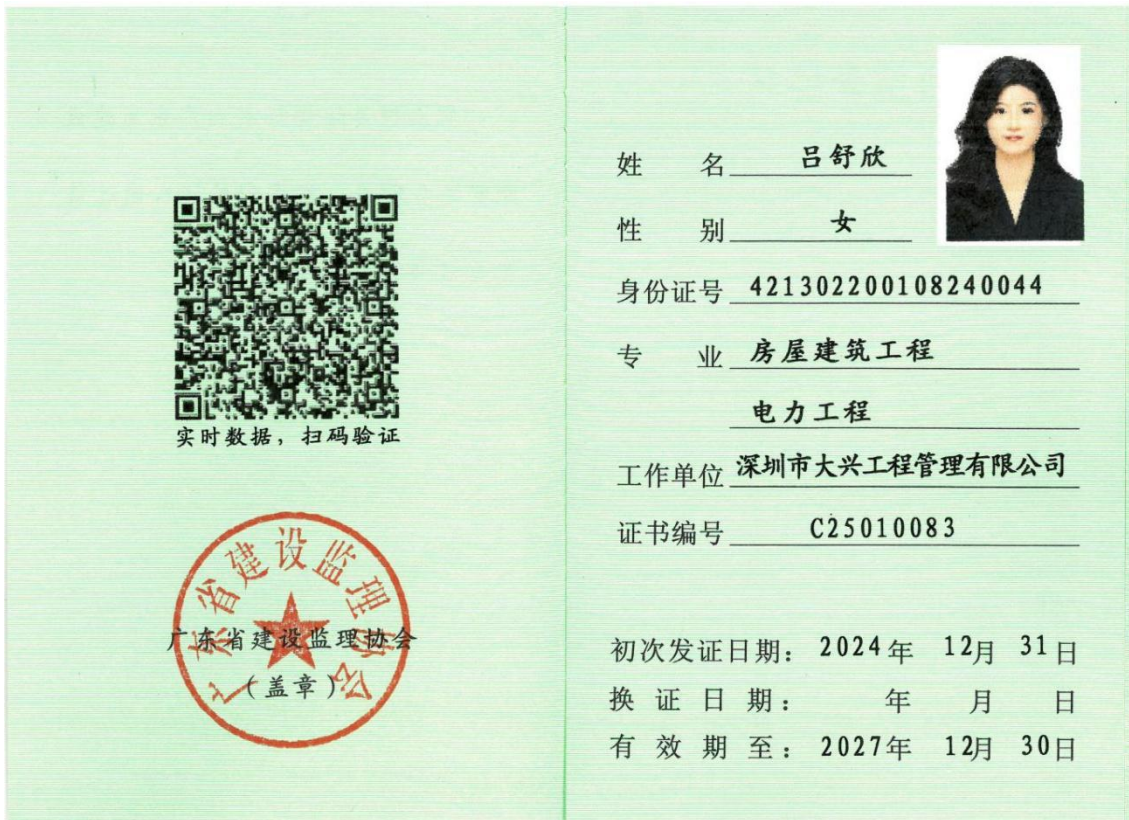 实时数据，扫码验证
广东省建设监理协会
广东省建设监理协会
（盖章）
姓名 吕舒欣
性别 女
身份证号 421302200108240044
专业 房屋建筑工程
电力工程
工作单位 深圳市大兴工程管理有限公司
证书编号 C25010083
初次发证日期：2024年 12月 31日
换证日期： 年 月 日
有效期至：2027年 12月 30日